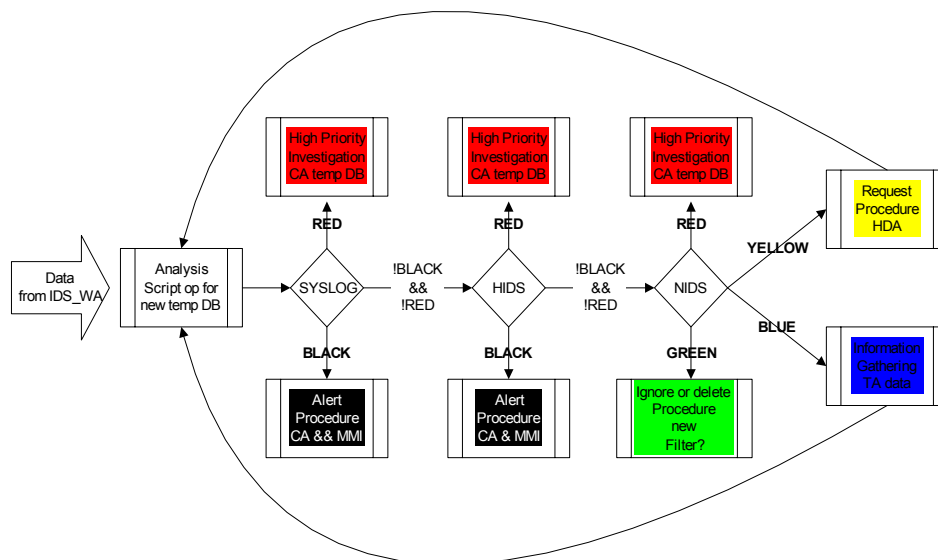 High Priority
Investigation
CA temp DB
High Priority
Investigation
CA temp DB
High Priority
Investigation
CA temp DB
Request
Procedure
HDA
RED
RED
RED
YELLOW
Data
from IDS_WA
Analysis
Script op for
new temp DB
SYSLOG
!BLACK
&&
!RED
HIDS
!BLACK
&&
!RED
NIDS
BLUE
BLACK
BLACK
GREEN
Information
Gathering
TA data
Alert
Procedure
CA && MMI
Alert
Procedure
CA & MMI
Ignore or delete
Procedure
new
Filter?